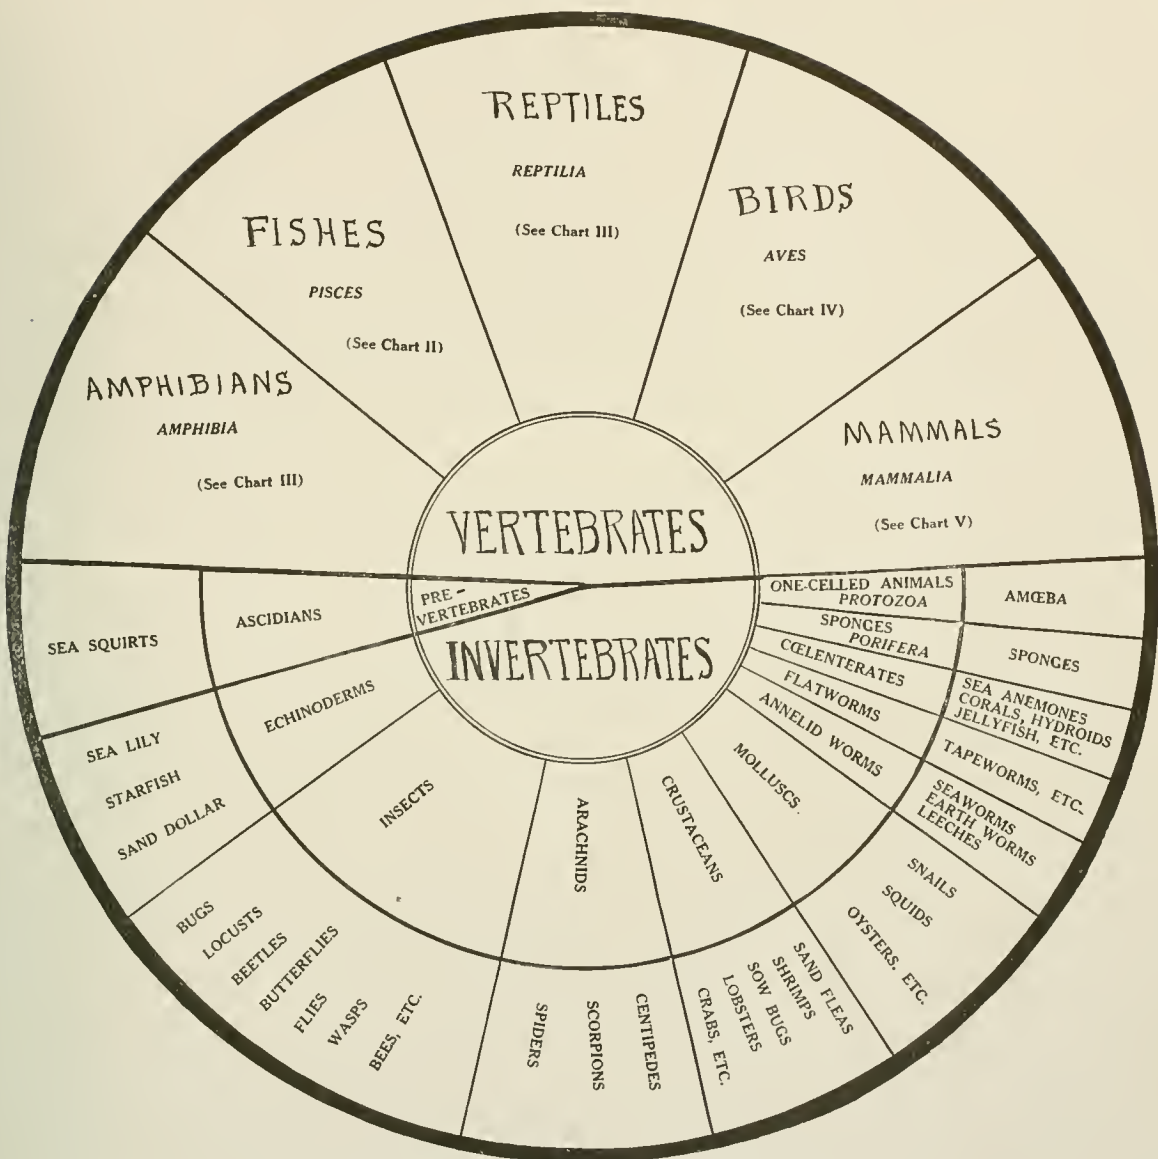 REPTILES
REPTILIA
(See Chart III)
BIRDS
AVES
(See Chart IV)
FISHES
PISCES
(See Chart II)
AMPHIBIANS
AMPHIBIA
(See Chart III)
MAMMALS
MAMMALIA
(See Chart V)
VERTEBRATES
PRE-
VERTEBRATES
INVERTEBRATES
ASCIDIANS
SEA SQUIRTS
ECHINODERMS
SEA LILY
STARFISH
SAND DOLLAR
INSECTS
BUGS
LOCUSTS
BEETLES
BUTTERFLIES
FLIES
WASPS
BEES, ETC.
ARACHNIDS
SPIDERS
SCORPIONS
CENTIPEDES
CRUSTACEANS
SAND FLEAS
SHRIMPS
SOW BUGS
LOBSTERS
CRABS, ETC.
MOLLUSCS
SNAILS
SQUIDS
OYSTERS. ETC.
ANNELID WORMS
SEAWORMS
EARTH WORMS
LEECHES
FLATWORMS
TAPEWORMS, ETC.
CŒLENTERATES
SEA ANEMONES
CORALS, HYDROIDS
JELLYFISH, ETC.
SPONGES
PORIFERA
SPONGES
ONE-CELLED ANIMALS
PROTOZOA
AMŒBA